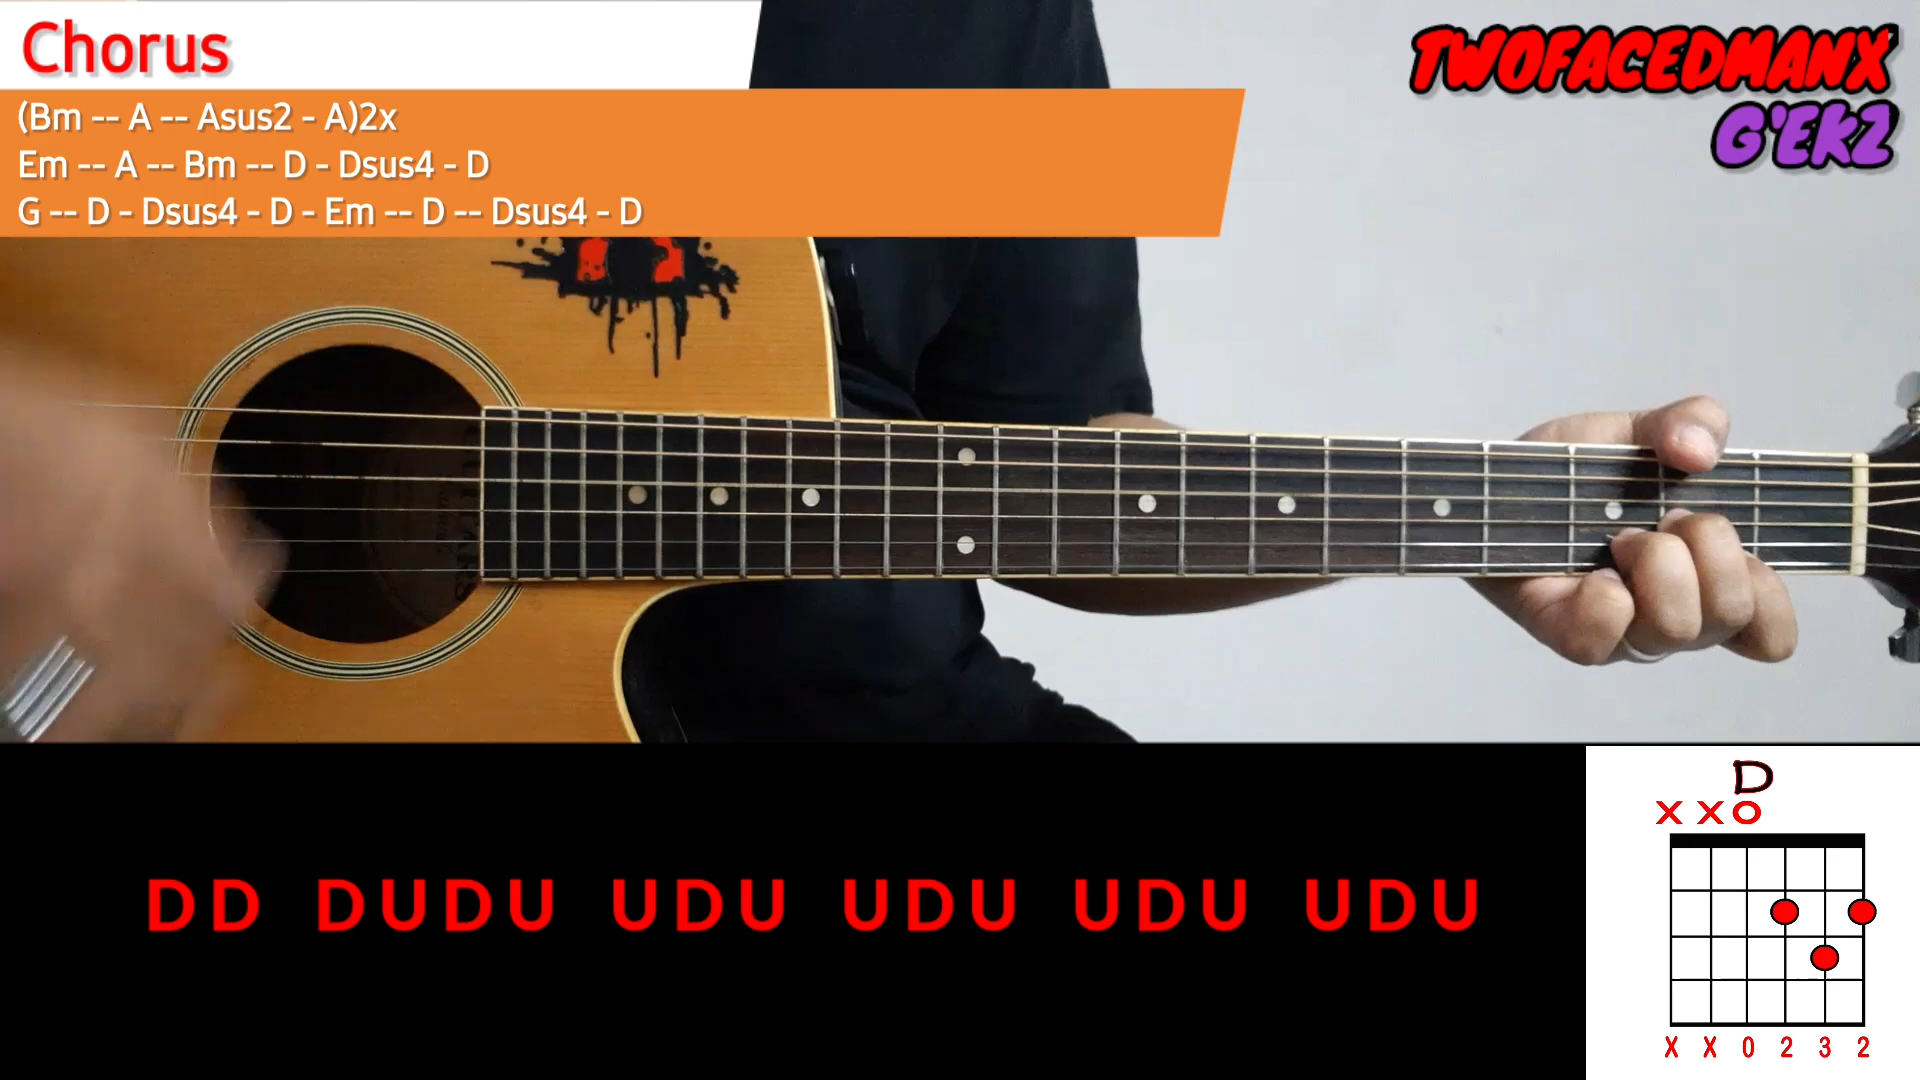 Chorus
(Bm -- A -- Asus2 - A)2x
Em -- A -- Bm -- D - Dsus4 - D
G -- D - Dsus4 - D - Em -- D -- Dsus4 - D
TWOFACEDMANX
G'EKZ
DD DUDU UDU UDU UDU UDU
D
X X O
X X 0 2 3 2